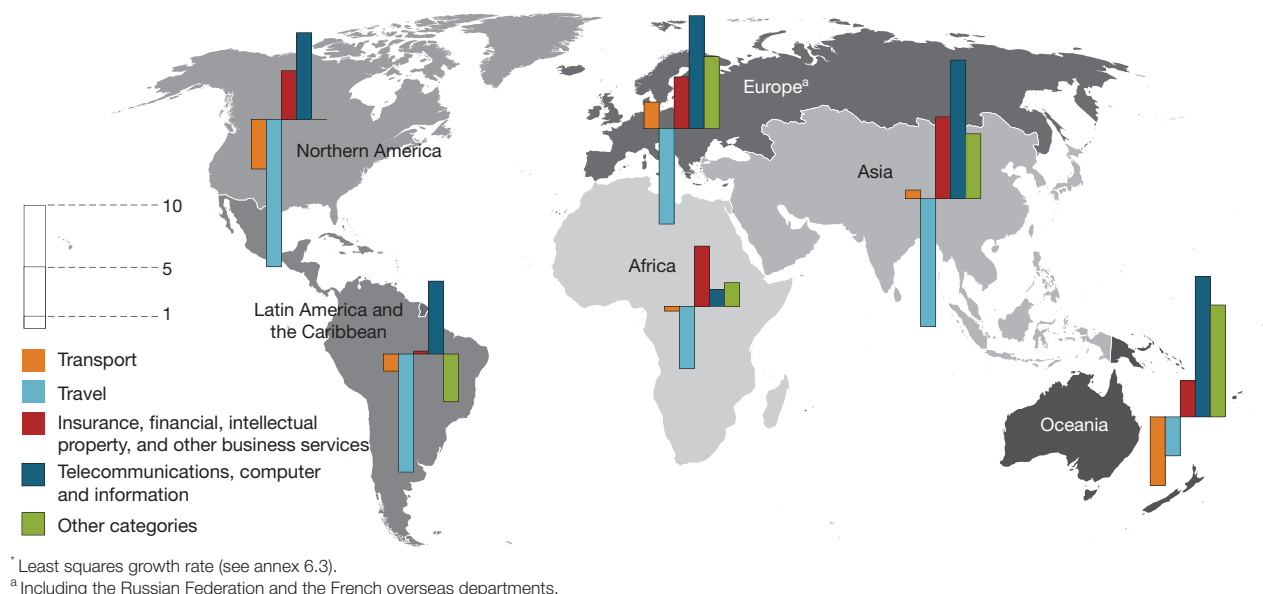 Europeª
Northern America
Asia
10
Africa
5
Latin America and
the Caribbean
1
Transport
Travel
Oceania
Insurance, financial, intellectual
property, and other business services
Telecommunications, computer
and information
Other categories
* Least squares growth rate (see annex 6.3).
ª Including the Russian Federation and the French overseas departments.